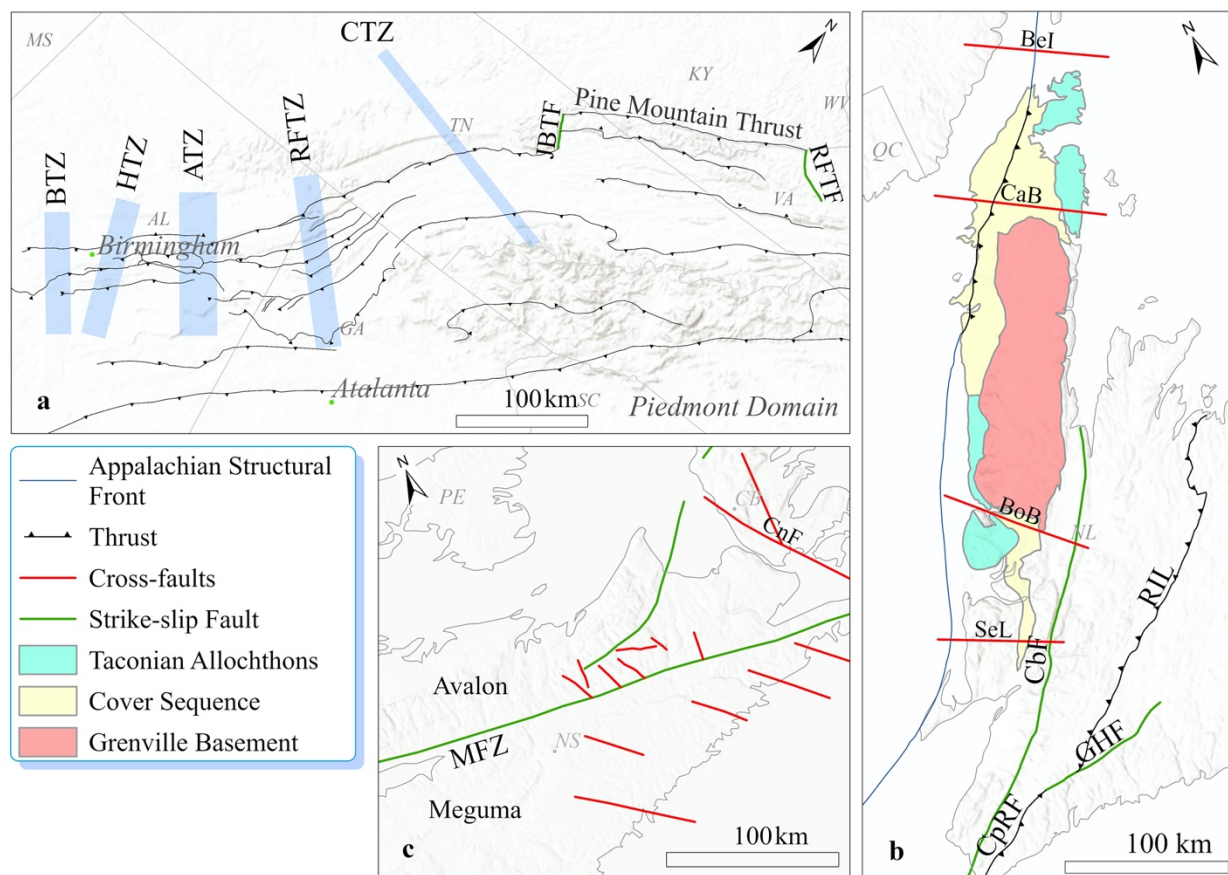 MS
CTZ
N
KY
WV
Pine Mountain Thrust
TN
JBTF
RFTF
RFTZ
ATZ
HTZ
BTZ
VA
AL
Birmingham
GA
Atalanta
100 km
SC
Piedmont Domain
a
Appalachian Structural
Front
Thrust
Cross-faults
Strike-slip Fault
Taconian Allochthons
Cover Sequence
Grenville Basement
N
PE
CB
CnF
Avalon
MFZ
NS
Meguma
100 km
c
BeI
N
QC
CaB
BoB
NL
RIL
SeL
CbF
GHF
CpRF
100 km
b